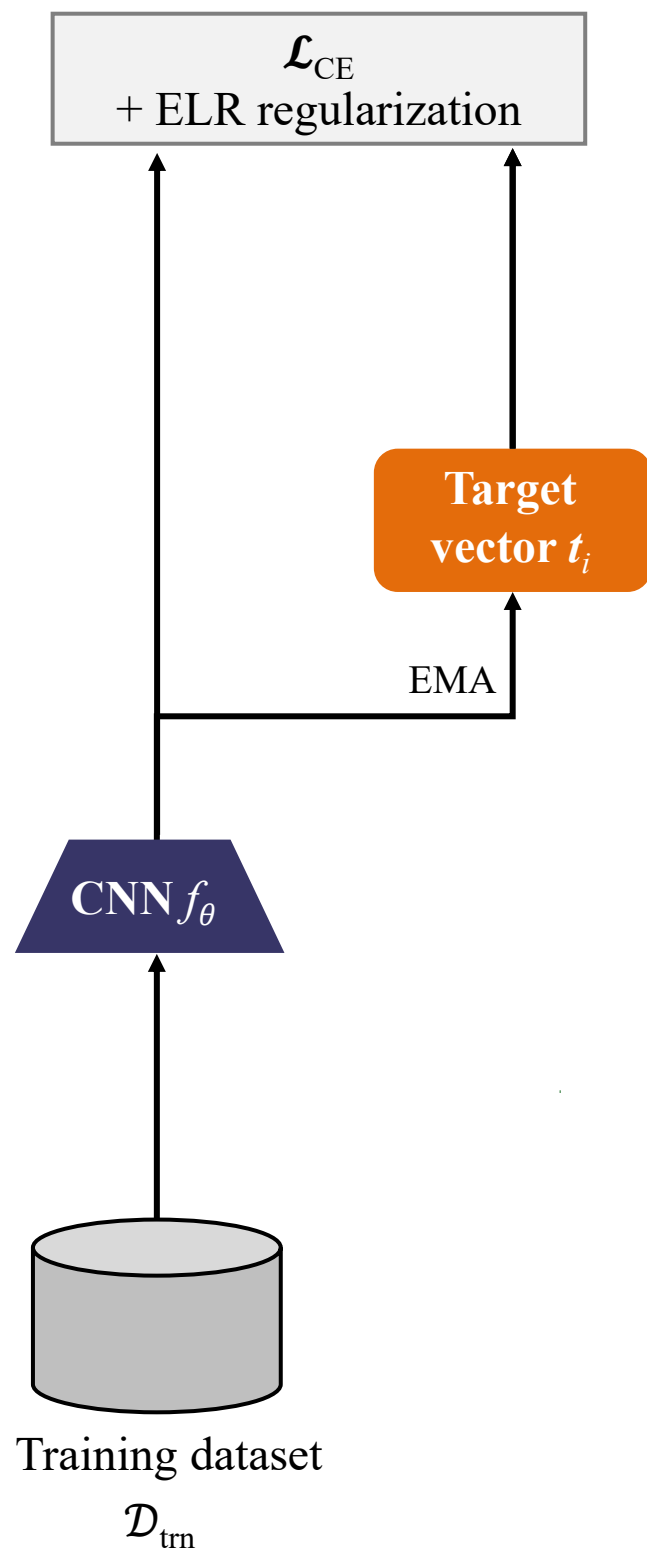 𝓛CE
+ ELR regularization
Target
vector 𝒕𝑖
EMA
CNN 𝑓θ
Training dataset
𝒟trn